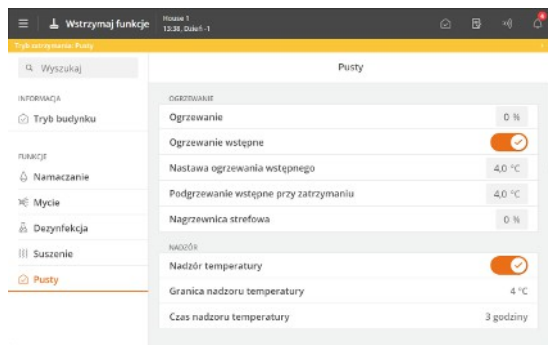 Wstrzymaj funkcje
House 1
13:38, Dzień -1
Tryb zatrzymania: Pusty
Wyszukaj
Pusty
INFORMACJA
Tryb budynku
FUNKCJE
Namaczanie
Mycie
Dezynfekcja
Suszenie
Pusty
OGRZEWANIE
Ogrzewanie 0 %
Ogrzewanie wstępne
Nastawa ogrzewania wstępnego 4,0 °C
Podgrzewanie wstępne przy zatrzymaniu 4,0 °C
Nagrzewnica strefowa 0 %
NADZÓR
Nadzór temperatury
Granica nadzoru temperatury 4 °C
Czas nadzoru temperatury 3 godziny